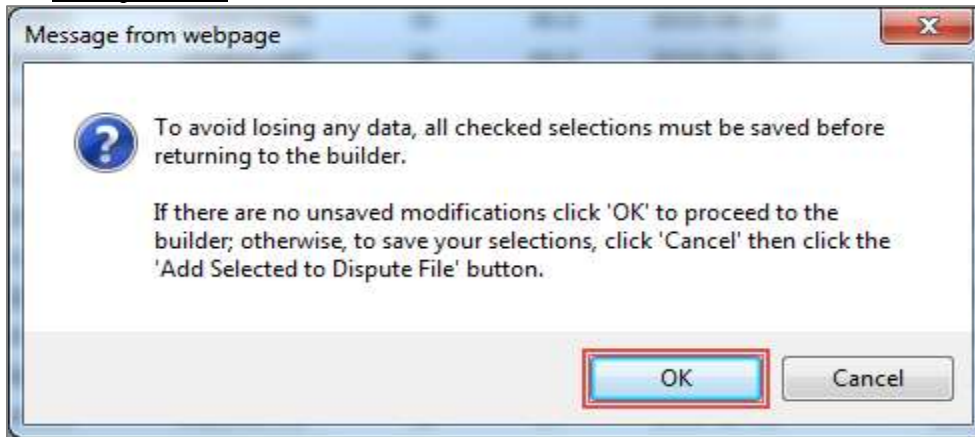 Message from webpage
To avoid losing any data, all checked selections must be saved before
returning to the builder.
If there are no unsaved modifications click 'OK' to proceed to the
builder; otherwise, to save your selections, click 'Cancel' then click the
'Add Selected to Dispute File' button.
OK
Cancel